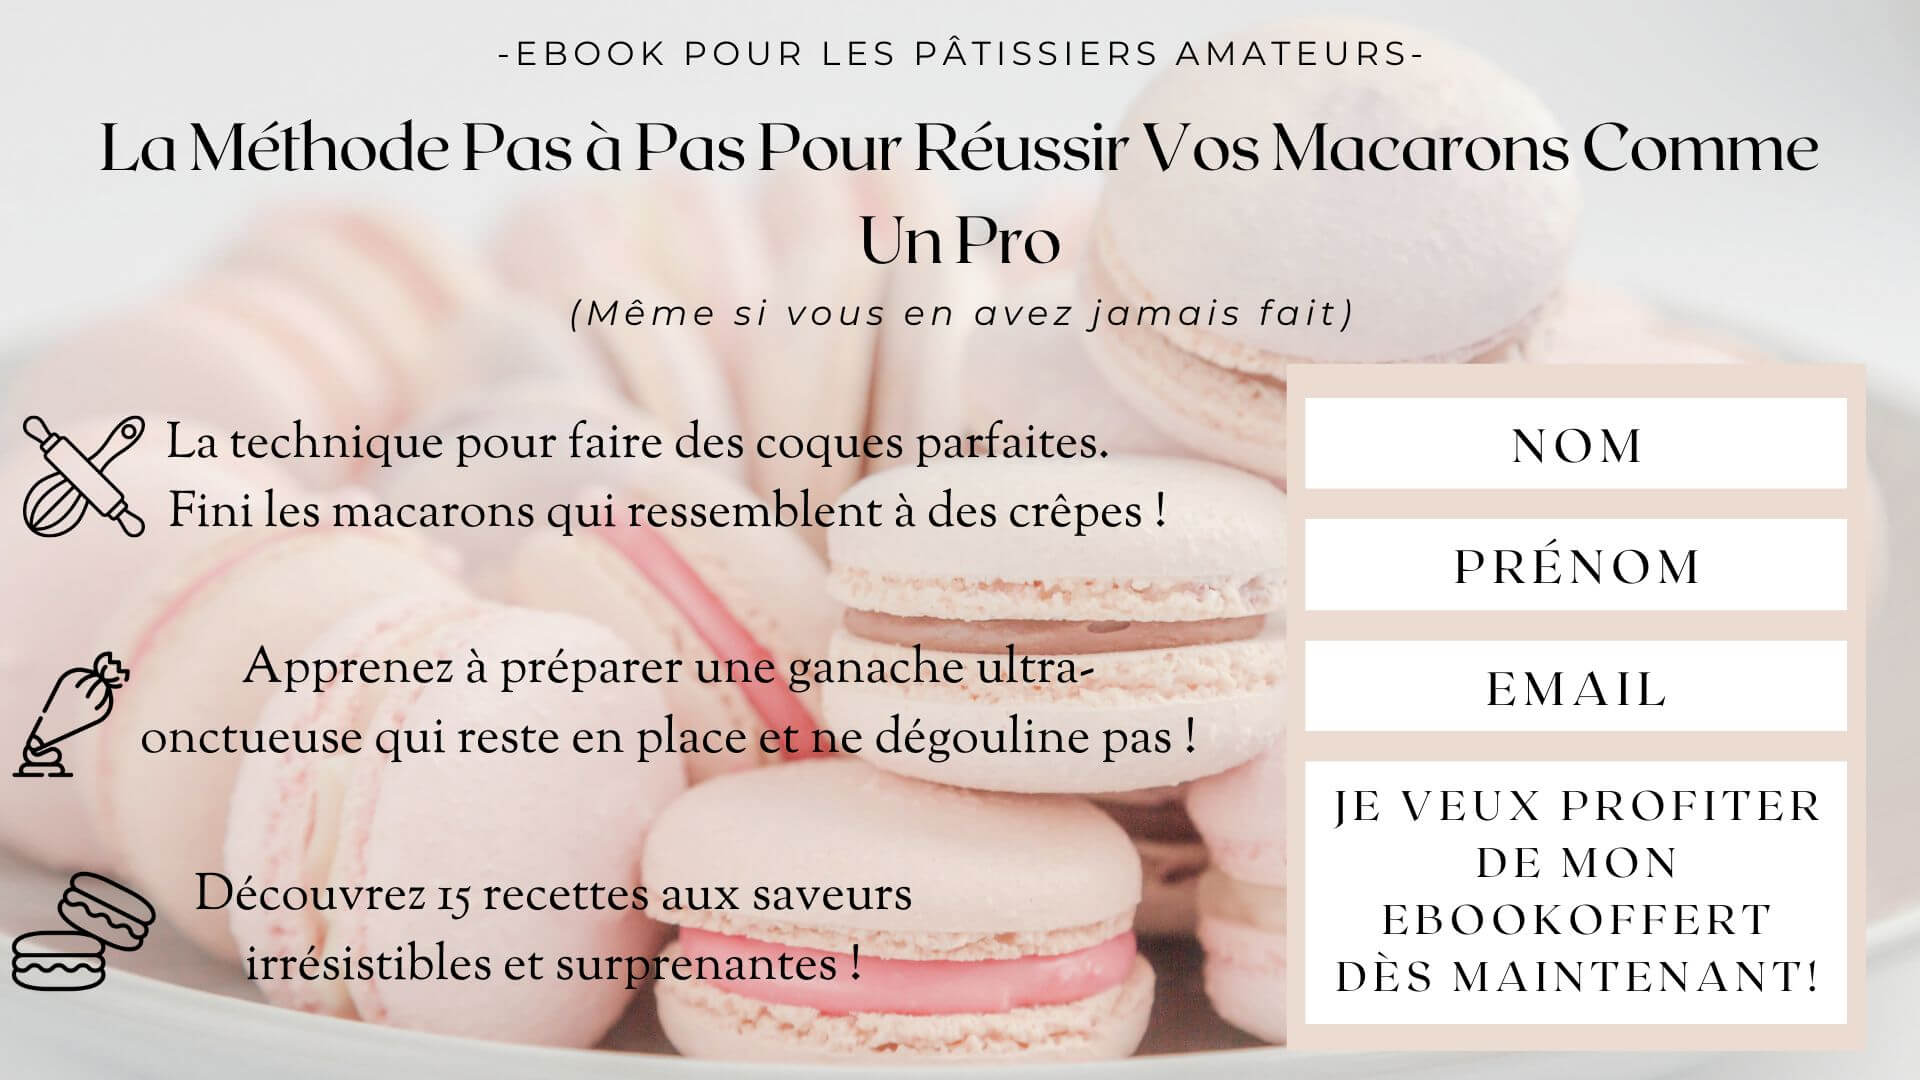 -EBOOK POUR LES PÂTISSIERS AMATEURS-
La Méthode Pas à Pas Pour Réussir Vos Macarons Comme
Un Pro
(Même si vous en avez jamais fait)
La technique pour faire des coques parfaites.
Fini les macarons qui ressemblent à des crêpes !
Apprenez à préparer une ganache ultra-
onctueuse qui reste en place et ne dégouline pas !
Découvrez 15 recettes aux saveurs
irrésistibles et surprenantes !
NOM
PRÉNOM
EMAIL
JE VEUX PROFITER
DE MON
EBOOKOFFERT
DÈS MAINTENANT!